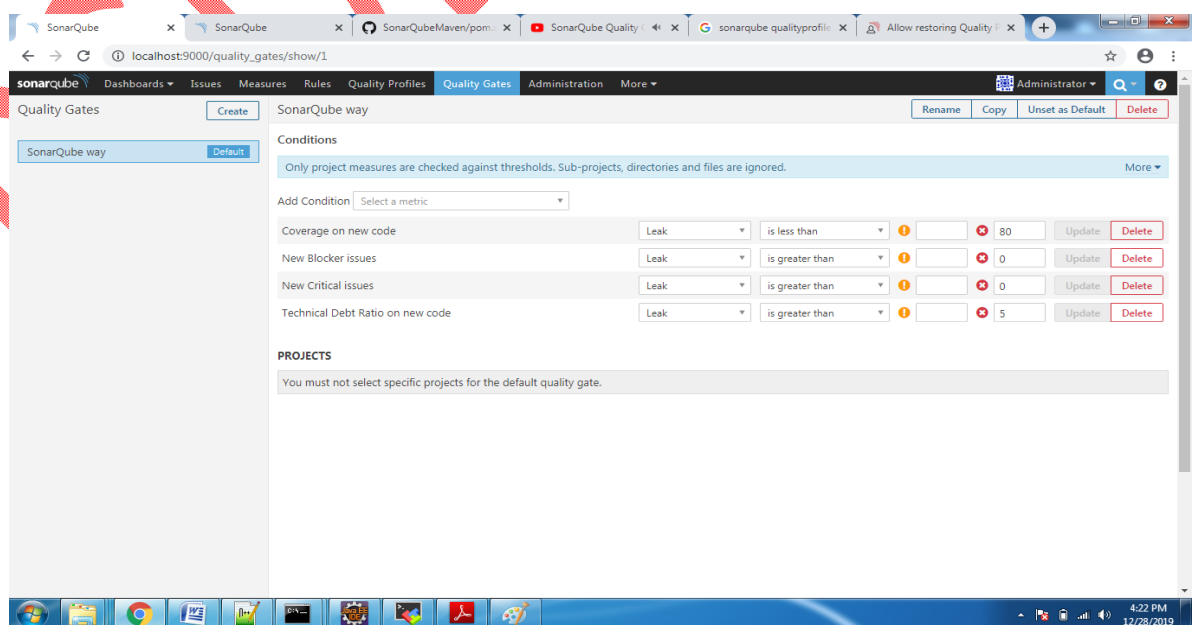 SonarQube
SonarQube
SonarQubeMaven/pom.
SonarQube Quality
sonarqube qualityprofile
Allow restoring Quality
localhost:9000/quality_gates/show/1
sonarqube Dashboards Issues Measures Rules Quality Profiles Quality Gates Administration More Administrator
Quality Gates Create
SonarQube way Rename Copy Unset as Default Delete
SonarQube way Default
Conditions
Only project measures are checked against thresholds. Sub-projects, directories and files are ignored. More
Add Condition Select a metric
Coverage on new code Leak is less than 80 Update Delete
New Blocker issues Leak is greater than 0 Update Delete
New Critical issues Leak is greater than 0 Update Delete
Technical Debt Ratio on new code Leak is greater than 5 Update Delete
PROJECTS
You must not select specific projects for the default quality gate.
4:22 PM
12/28/2019